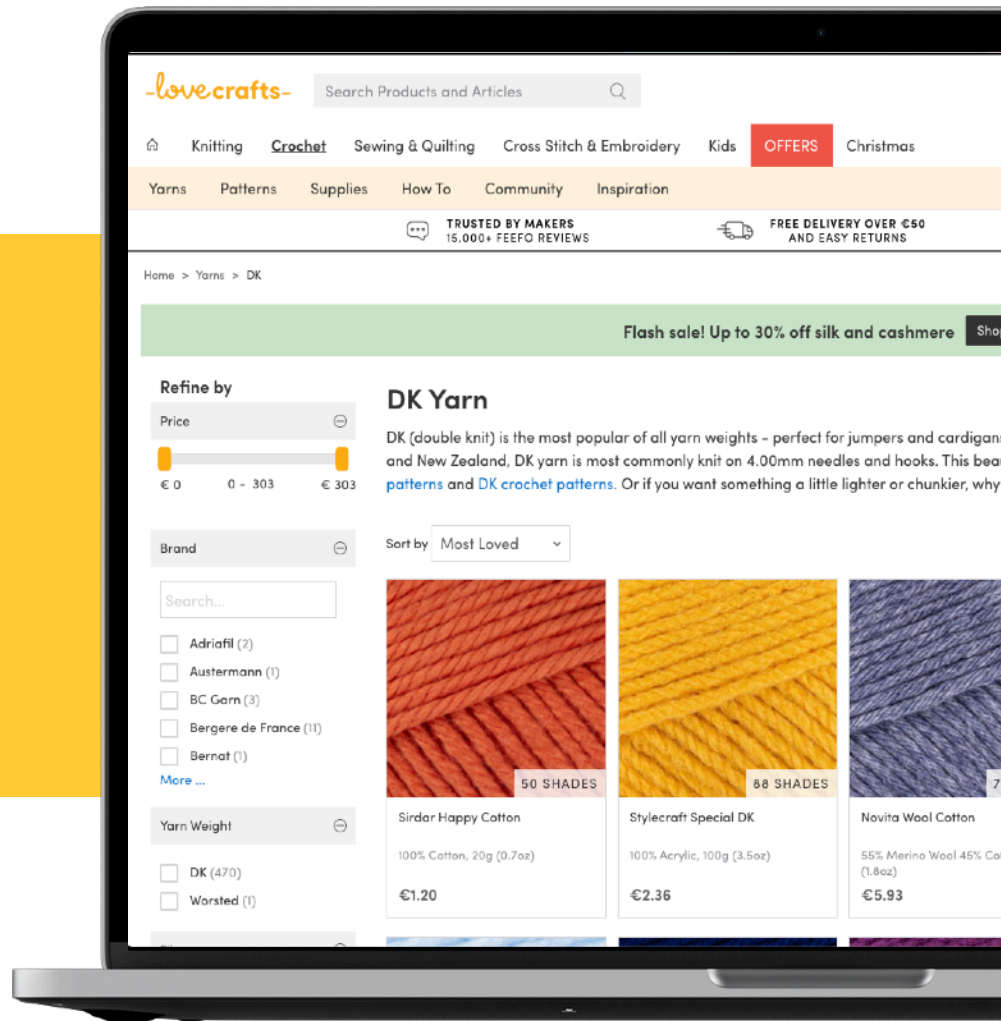 -lovecrafts-
Search Products and Articles
Knitting Crochet Sewing & Quilting Cross Stitch & Embroidery Kids OFFERS Christmas
Yarns Patterns Supplies How To Community Inspiration
TRUSTED BY MAKERS
15.000+ FEEFO REVIEWS
FREE DELIVERY OVER €50
AND EASY RETURNS
Home > Yarns > DK
Flash sale! Up to 30% off silk and cashmere
Refine by
Price
€ 0 0 - 303 € 303
Brand
Search...
Adriafil (2)
Austermann (1)
BC Garn (3)
Bergere de France (11)
Bernat (1)
More ...
Yarn Weight
DK (470)
Worsted (1)
DK Yarn
DK (double knit) is the most popular of all yarn weights - perfect for jumpers and cardigans
and New Zealand, DK yarn is most commonly knit on 4.00mm needles and hooks. This
patterns and DK crochet patterns. Or if you want something a little lighter or chunkier, why
Sort by Most Loved
50 SHADES
Sirdar Happy Cotton
100% Cotton, 20g (0.7oz)
€1.20
88 SHADES
Stylecraft Special DK
100% Acrylic, 100g (3.5oz)
€2.36
7
Novita Wool Cotton
55% Merino Wool 45%
(1.8oz)
€5.93